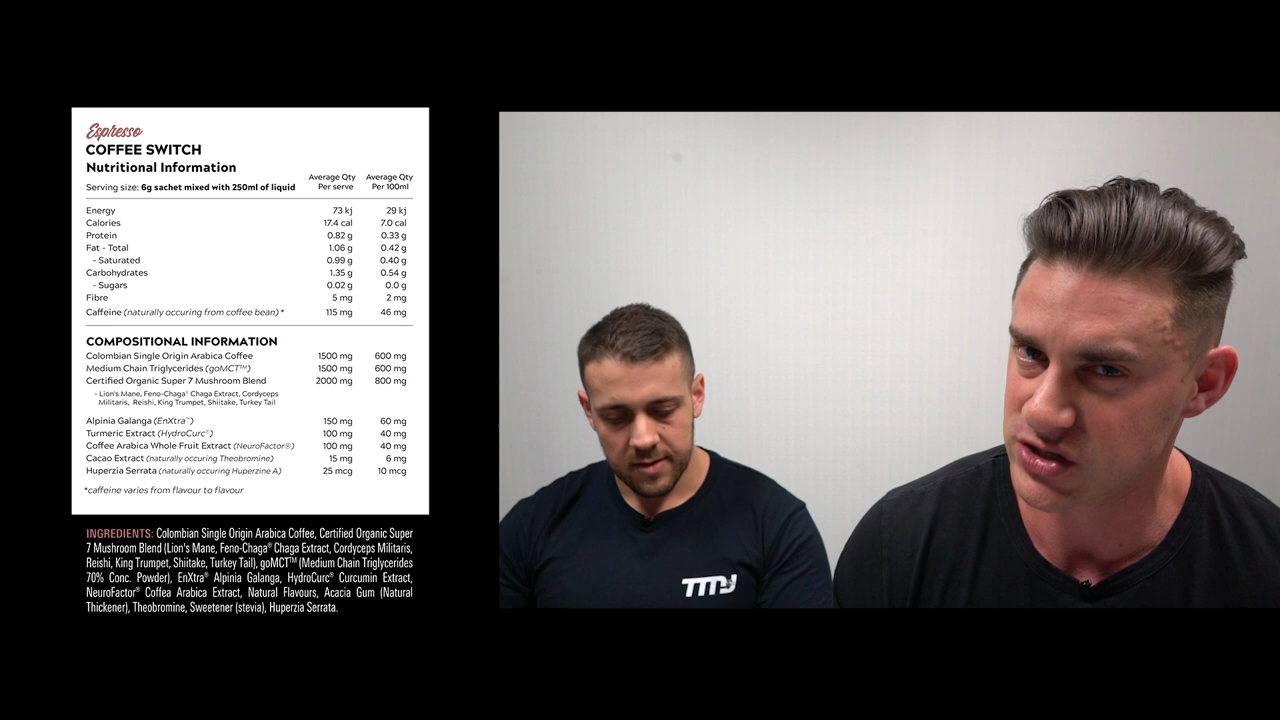 Espresso
COFFEE SWITCH
Nutritional Information
Average Qty Per serve
Average Qty Per 100ml
Serving size: 6g sachet mixed with 250ml of liquid
Energy 73 kj 29 kj
Calories 17.4 cal 7.0 cal
Protein 0.82 g 0.33 g
Fat - Total 1.06 g 0.42 g
- Saturated 0.99 g 0.40 g
Carbohydrates 1.35 g 0.54 g
- Sugars 0.02 g 0.0 g
Fibre 5 mg 2 mg
Caffeine (naturally occuring from coffee bean)* 115 mg 46 mg
COMPOSITIONAL INFORMATION
Colombian Single Origin Arabica Coffee 1500 mg 600 mg
Medium Chain Triglycerides (goMCT™) 1500 mg 600 mg
Certified Organic Super 7 Mushroom Blend 2000 mg 800 mg
- Lion's Mane, Feno-Chaga® Chaga Extract, Cordyceps
Militaris, Reishi, King Trumpet, Shiitake, Turkey Tail
Alpinia Galanga (EnXtra™) 150 mg 60 mg
Turmeric Extract (HydroCurc®) 100 mg 40 mg
Coffee Arabica Whole Fruit Extract (NeuroFactor®) 100 mg 40 mg
Cacao Extract (naturally occuring Theobromine) 15 mg 6 mg
Huperzia Serrata (naturally occuring Huperzine A) 25 mcg 10 mcg
*caffeine varies from flavour to flavour
INGREDIENTS: Colombian Single Origin Arabica Coffee, Certified Organic Super
7 Mushroom Blend (Lion's Mane, Feno-Chaga® Chaga Extract, Cordyceps Militaris,
Reishi, King Trumpet, Shiitake, Turkey Tail), goMCT™ (Medium Chain Triglycerides
70% Conc. Powder), EnXtra® Alpinia Galanga, HydroCurc® Curcumin Extract,
NeuroFactor® Coffea Arabica Extract, Natural Flavours, Acacia Gum (Natural
Thickener), Theobromine, Sweetener (stevia), Huperzia Serrata.